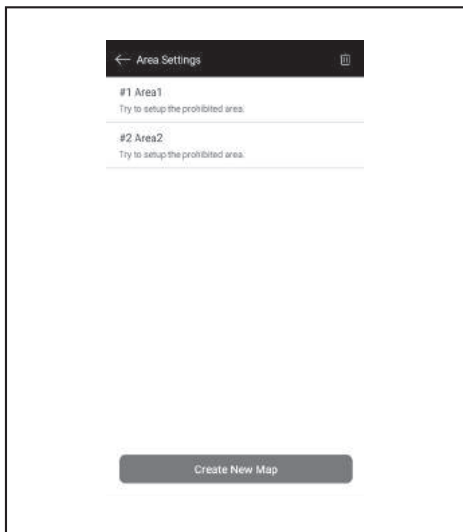 Area Settings
#1 Area1
Try to setup the prohibited area.
#2 Area2
Try to setup the prohibited area.
Create New Map